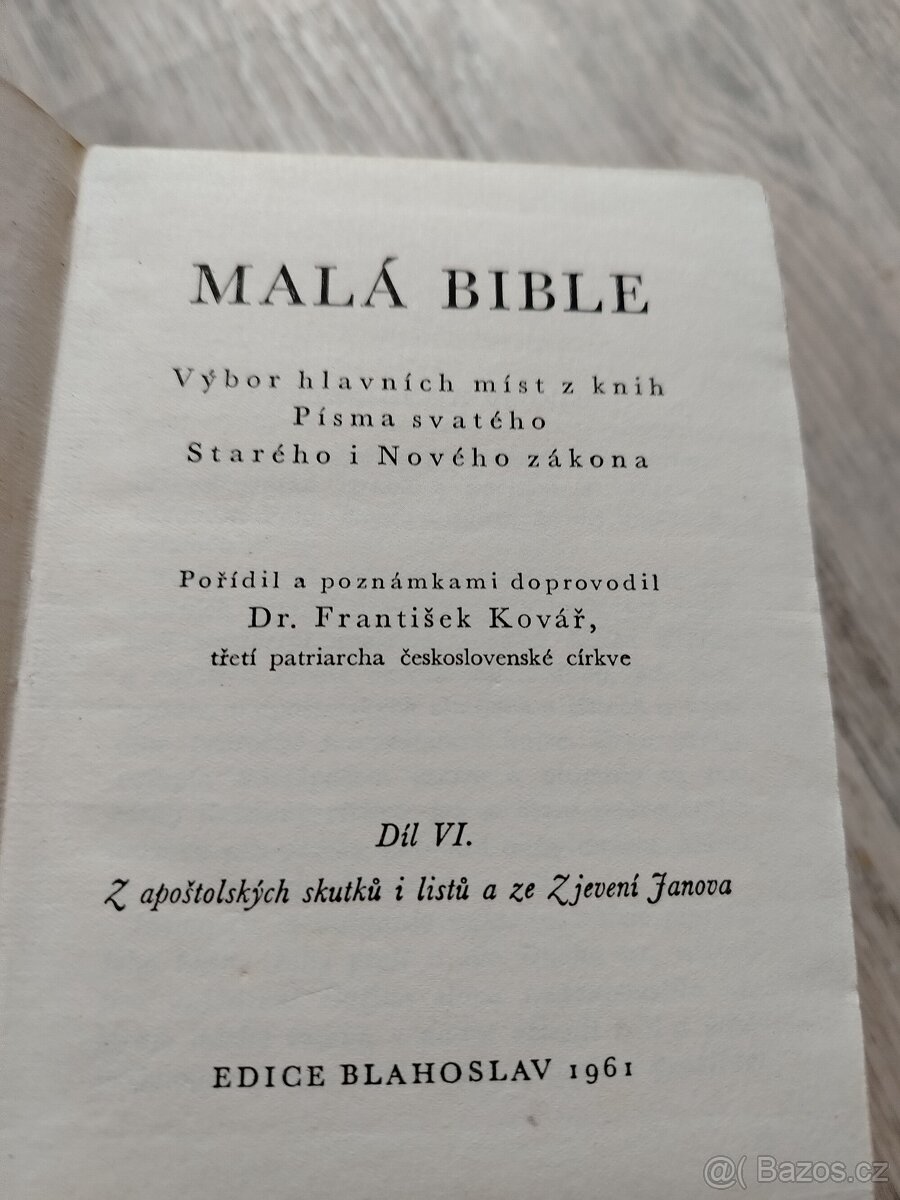 MALÁ BIBLE
Výbor hlavních míst z knih
Písma svatého
Starého i Nového zákona
Pořídil a poznámkami doprovodil
Dr. František Kovář,
třetí patriarcha československé církve
Díl VI.
Z apoštolských skutků i listů a ze Zjevení Janova
EDICE BLAHOSLAV 1961
@( Bazos.cz